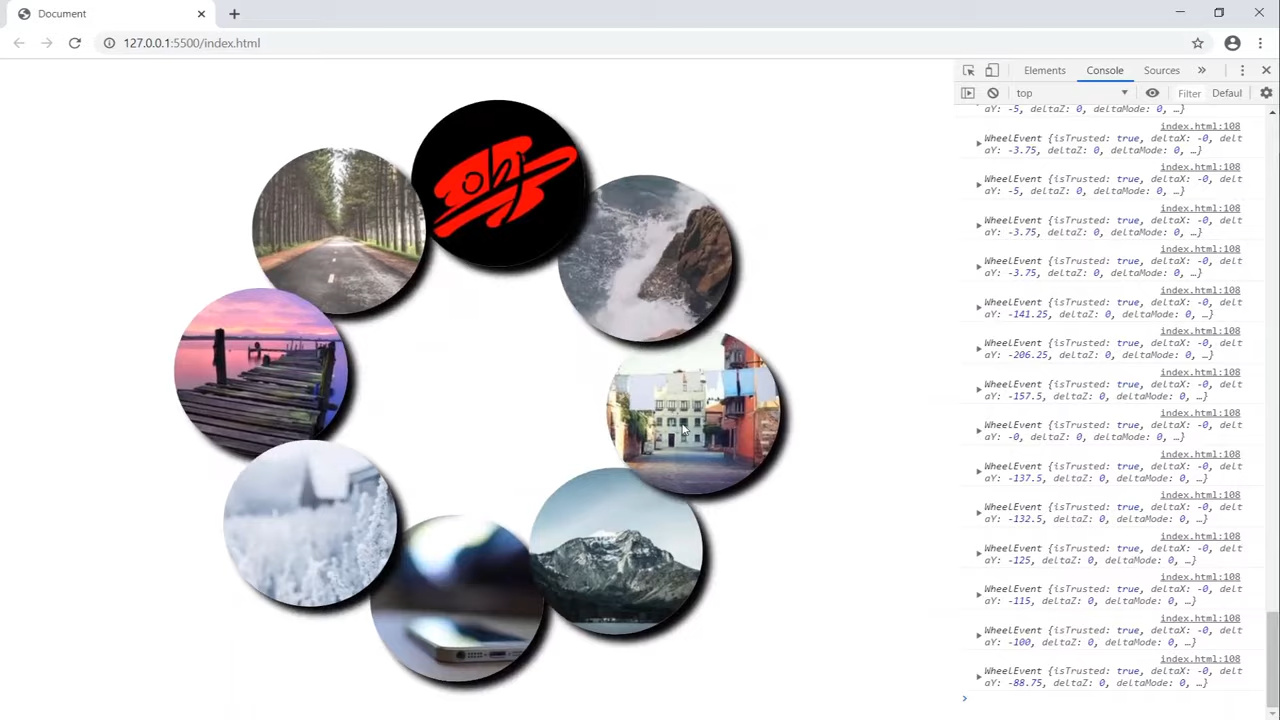 Document
127.0.0.1:5500/index.html
Elements
Console
Sources
top
Filter
Defaul
ohj
aY: -5, deltaZ: 0, deltaMode: 0, …}
index.html:108
WheelEvent {isTrusted: true, deltaX: -0, delt
aY: -3.75, deltaZ: 0, deltaMode: 0, …}
index.html:108
WheelEvent {isTrusted: true, deltaX: -0, delt
aY: -5, deltaZ: 0, deltaMode: 0, …}
index.html:108
WheelEvent {isTrusted: true, deltaX: -0, delt
aY: -3.75, deltaZ: 0, deltaMode: 0, …}
index.html:108
WheelEvent {isTrusted: true, deltaX: -0, delt
aY: -3.75, deltaZ: 0, deltaMode: 0, …}
index.html:108
WheelEvent {isTrusted: true, deltaX: -0, delt
aY: -141.25, deltaZ: 0, deltaMode: 0, …}
index.html:108
WheelEvent {isTrusted: true, deltaX: -0, delt
aY: -206.25, deltaZ: 0, deltaMode: 0, …}
index.html:108
WheelEvent {isTrusted: true, deltaX: -0, delt
aY: -157.5, deltaZ: 0, deltaMode: 0, …}
index.html:108
WheelEvent {isTrusted: true, deltaX: -0, delt
aY: -0, deltaZ: 0, deltaMode: 0, …}
index.html:108
WheelEvent {isTrusted: true, deltaX: -0, delt
aY: -137.5, deltaZ: 0, deltaMode: 0, …}
index.html:108
WheelEvent {isTrusted: true, deltaX: -0, delt
aY: -132.5, deltaZ: 0, deltaMode: 0, …}
index.html:108
WheelEvent {isTrusted: true, deltaX: -0, delt
aY: -125, deltaZ: 0, deltaMode: 0, …}
index.html:108
WheelEvent {isTrusted: true, deltaX: -0, delt
aY: -115, deltaZ: 0, deltaMode: 0, …}
index.html:108
WheelEvent {isTrusted: true, deltaX: -0, delt
aY: -100, deltaZ: 0, deltaMode: 0, …}
index.html:108
WheelEvent {isTrusted: true, deltaX: -0, delt
aY: -88.75, deltaZ: 0, deltaMode: 0, …}